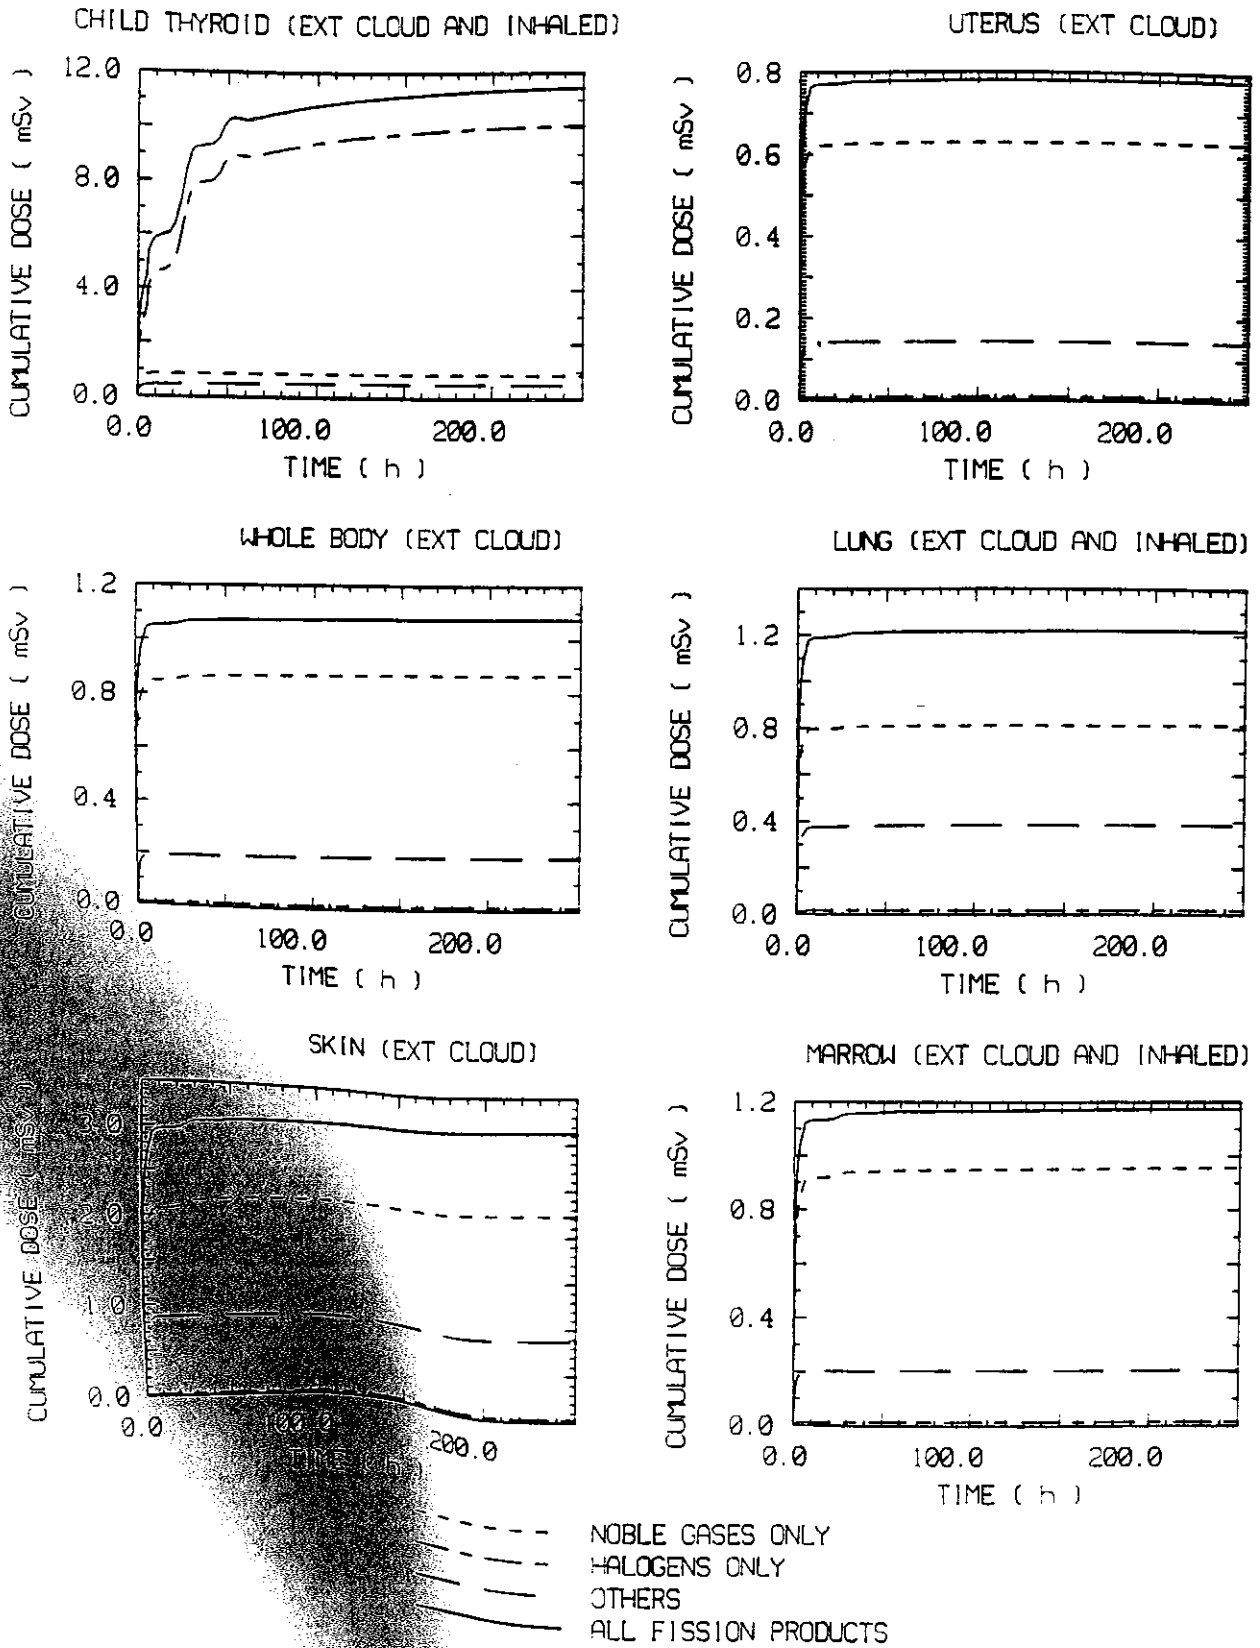 CHILD THYROID (EXT CLOUD AND INHALED)
CUMULATIVE DOSE ( mSv )
12.0
8.0
4.0
0.0
0.0 100.0 200.0
TIME ( h )
UTERUS (EXT CLOUD)
CUMULATIVE DOSE ( mSv )
0.8
0.6
0.4
0.2
0.0
0.0 100.0 200.0
TIME ( h )
WHOLE BODY (EXT CLOUD)
CUMULATIVE DOSE ( mSv )
1.2
0.8
0.4
0.0
0.0 100.0 200.0
TIME ( h )
LUNG (EXT CLOUD AND INHALED)
CUMULATIVE DOSE ( mSv )
1.2
0.8
0.4
0.0
0.0 100.0 200.0
TIME ( h )
SKIN (EXT CLOUD)
CUMULATIVE DOSE ( mSv )
3.0
2.0
1.0
0.0
0.0 100.0 200.0
TIME ( h )
MARROW (EXT CLOUD AND INHALED)
CUMULATIVE DOSE ( mSv )
1.2
0.8
0.4
0.0
0.0 100.0 200.0
TIME ( h )
NOBLE GASES ONLY
HALOGENS ONLY
OTHERS
ALL FISSION PRODUCTS